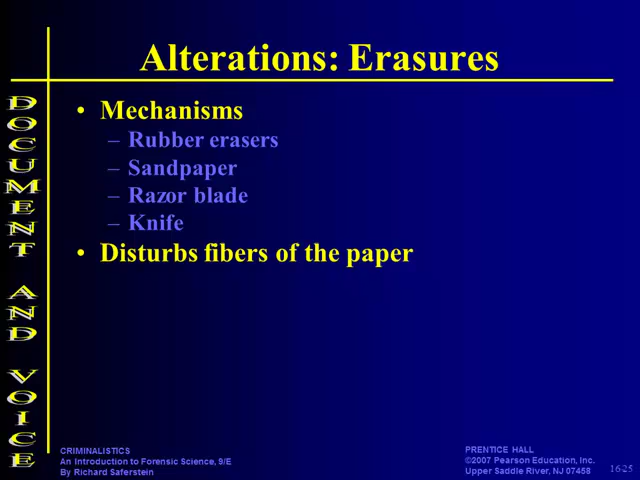 Alterations: Erasures
• Mechanisms
– Rubber erasers
– Sandpaper
– Razor blade
– Knife
• Disturbs fibers of the paper
DOCUMENT AND VOICE
CRIMINALISTICS
An Introduction to Forensic Science, 9/E
By Richard Saferstein
PRENTICE HALL
©2007 Pearson Education, Inc.
Upper Saddle River, NJ 07458
16-25